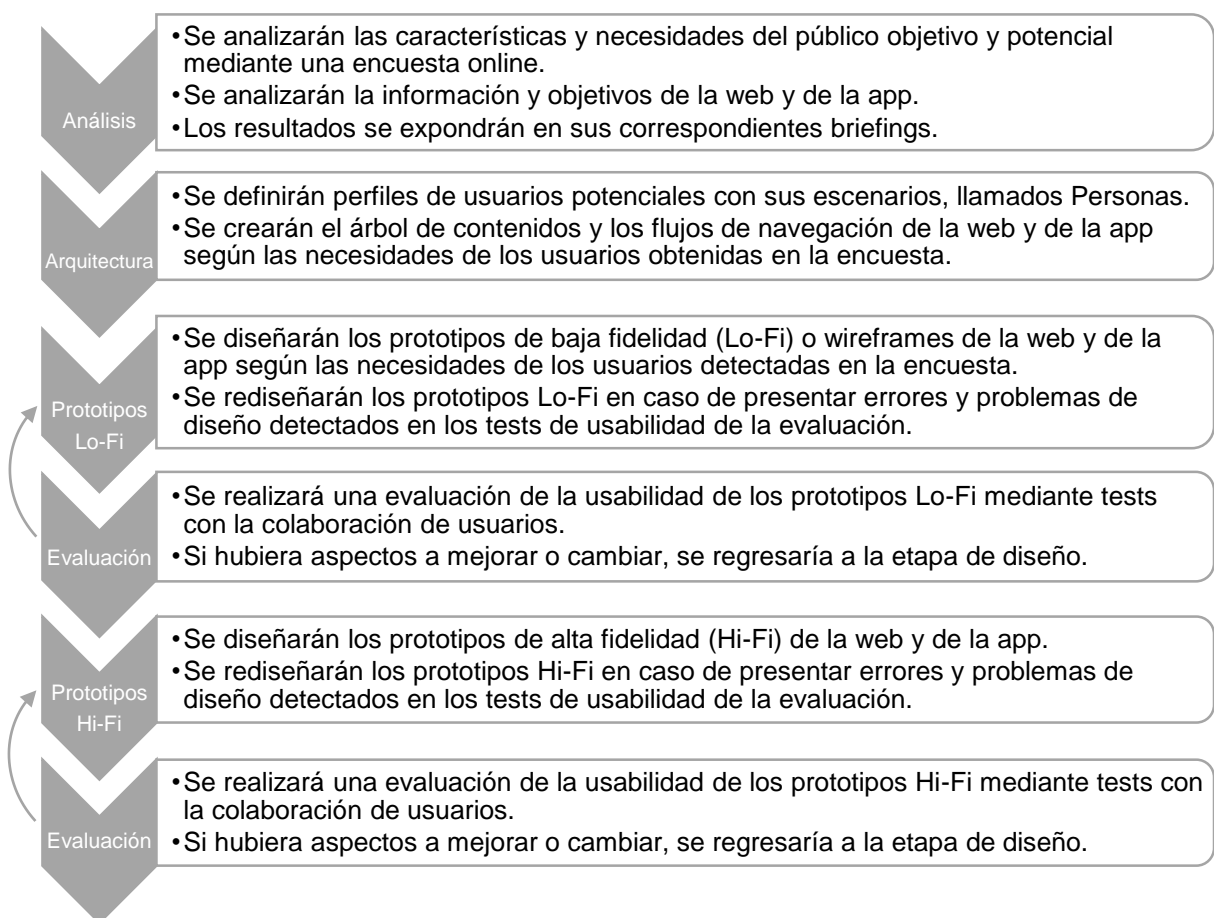 Análisis
•Se analizarán las características y necesidades del público objetivo y potencial
mediante una encuesta online.
•Se analizarán la información y objetivos de la web y de la app.
•Los resultados se expondrán en sus correspondientes briefings.
Arquitectura
•Se definirán perfiles de usuarios potenciales con sus escenarios, llamados Personas.
•Se crearán el árbol de contenidos y los flujos de navegación de la web y de la app
según las necesidades de los usuarios obtenidas en la encuesta.
Prototipos
Lo-Fi
•Se diseñarán los prototipos de baja fidelidad (Lo-Fi) o wireframes de la web y de la
app según las necesidades de los usuarios detectadas en la encuesta.
•Se rediseñarán los prototipos Lo-Fi en caso de presentar errores y problemas de
diseño detectados en los tests de usabilidad de la evaluación.
Evaluación
•Se realizará una evaluación de la usabilidad de los prototipos Lo-Fi mediante tests
con la colaboración de usuarios.
•Si hubiera aspectos a mejorar o cambiar, se regresaría a la etapa de diseño.
Prototipos
Hi-Fi
•Se diseñarán los prototipos de alta fidelidad (Hi-Fi) de la web y de la app.
•Se rediseñarán los prototipos Hi-Fi en caso de presentar errores y problemas de
diseño detectados en los tests de usabilidad de la evaluación.
Evaluación
•Se realizará una evaluación de la usabilidad de los prototipos Hi-Fi mediante tests con
la colaboración de usuarios.
•Si hubiera aspectos a mejorar o cambiar, se regresaría a la etapa de diseño.